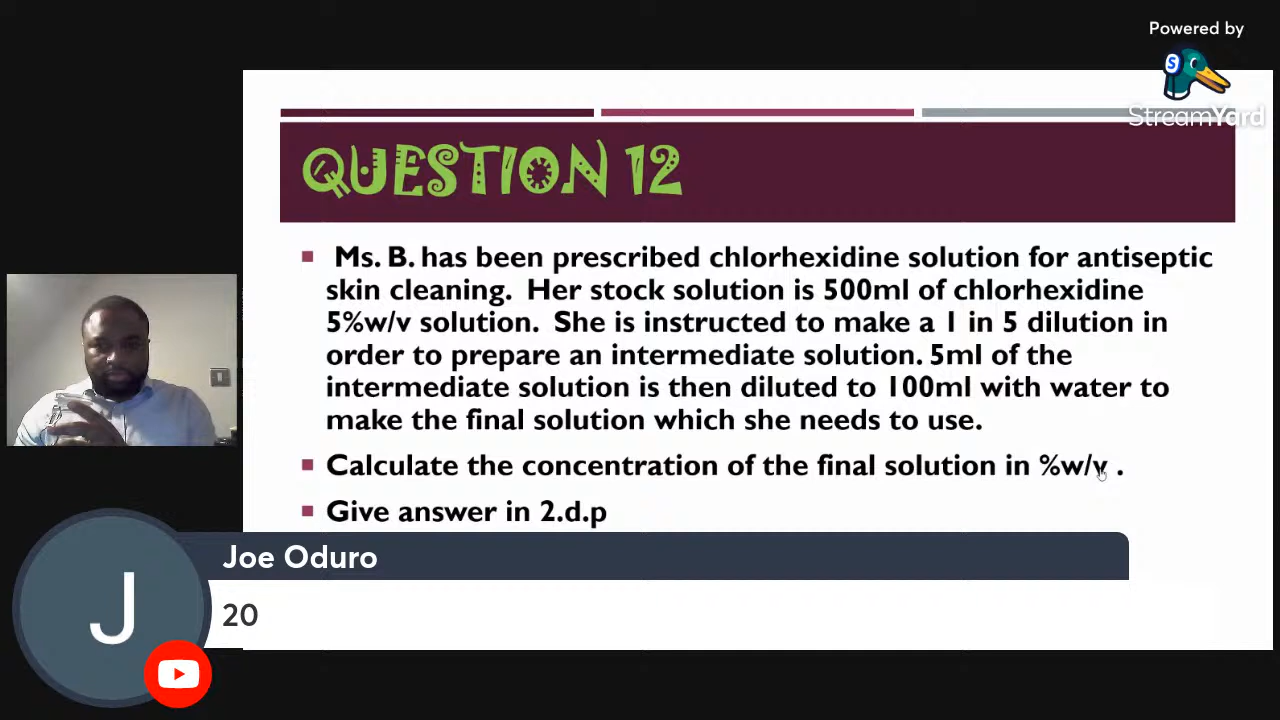 Powered by
S
StreamYard
QUESTION 12
Ms. B. has been prescribed chlorhexidine solution for antiseptic
skin cleaning. Her stock solution is 500ml of chlorhexidine
5%w/v solution. She is instructed to make a 1 in 5 dilution in
order to prepare an intermediate solution. 5ml of the
intermediate solution is then diluted to 100ml with water to
make the final solution which she needs to use.
Calculate the concentration of the final solution in %w/v .
Give answer in 2.d.p
J
Joe Oduro
20